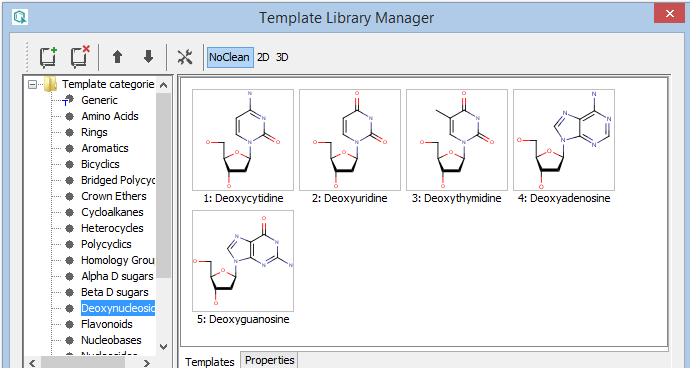 Template Library Manager
NoClean 2D 3D
Template categorie
Generic
Amino Acids
Rings
Aromatics
Bicyclics
Bridged Polycyc
Crown Ethers
Cycloalkanes
Heterocycles
Polycyclics
Homology Grou
Alpha D sugars
Beta D sugars
Deoxynucleosid
Flavonoids
Nucleobases
Nucleosides
1: Deoxycytidine
2: Deoxyuridine
3: Deoxythymidine
4: Deoxyadenosine
5: Deoxyguanosine
Templates Properties